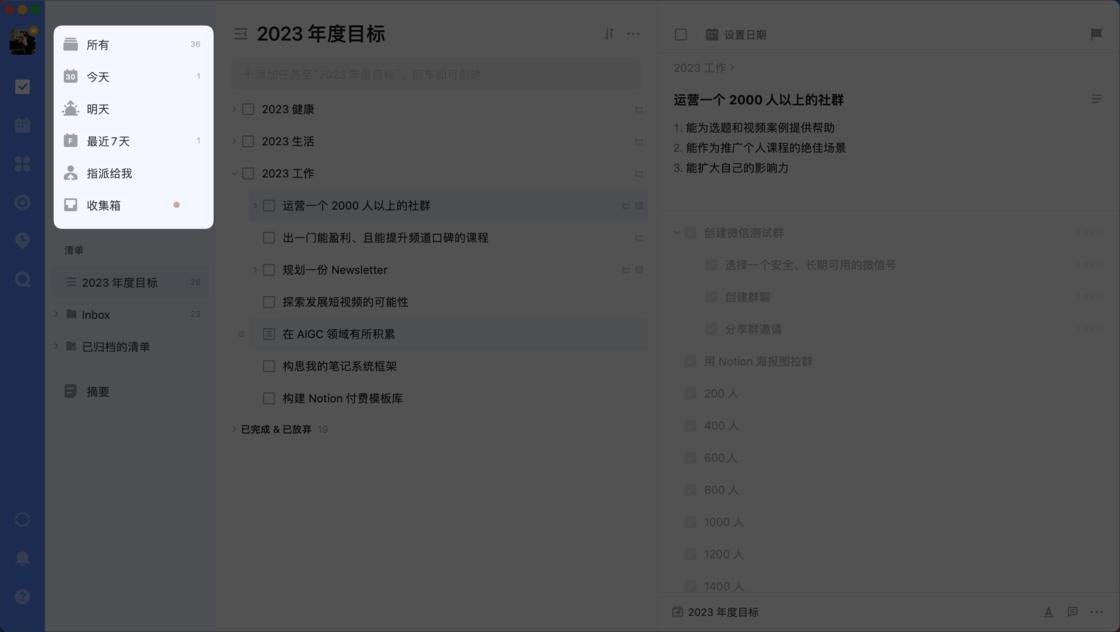 所有 36
30 今天 1
明天
F 最近 7 天 1
指派给我
收集箱
清单
2023 年度目标 26
Inbox 23
已归档的清单
摘要
2023 年度目标
添加任务至“2023 年度目标”，回车即可创建
2023 健康
2023 生活
2023 工作
运营一个 2000 人以上的社群
出一门能盈利、且能提升频道口碑的课程
规划一份 Newsletter
探索发展短视频的可能性
在 AIGC 领域有所积累
构思我的笔记系统框架
构建 Notion 付费模板库
已完成 & 已放弃 19
设置日期
2023 工作 >
运营一个 2000 人以上的社群
1. 能为选题和视频案例提供帮助
2. 能作为推广个人课程的绝佳场景
3. 能扩大自己的影响力
创建微信测试群
选择一个安全、长期可用的微信号
创建群聊
分享群邀请
用 Notion 海报图拉群
200 人
400 人
600 人
800 人
1000 人
1200 人
1400 人
2023 年度目标